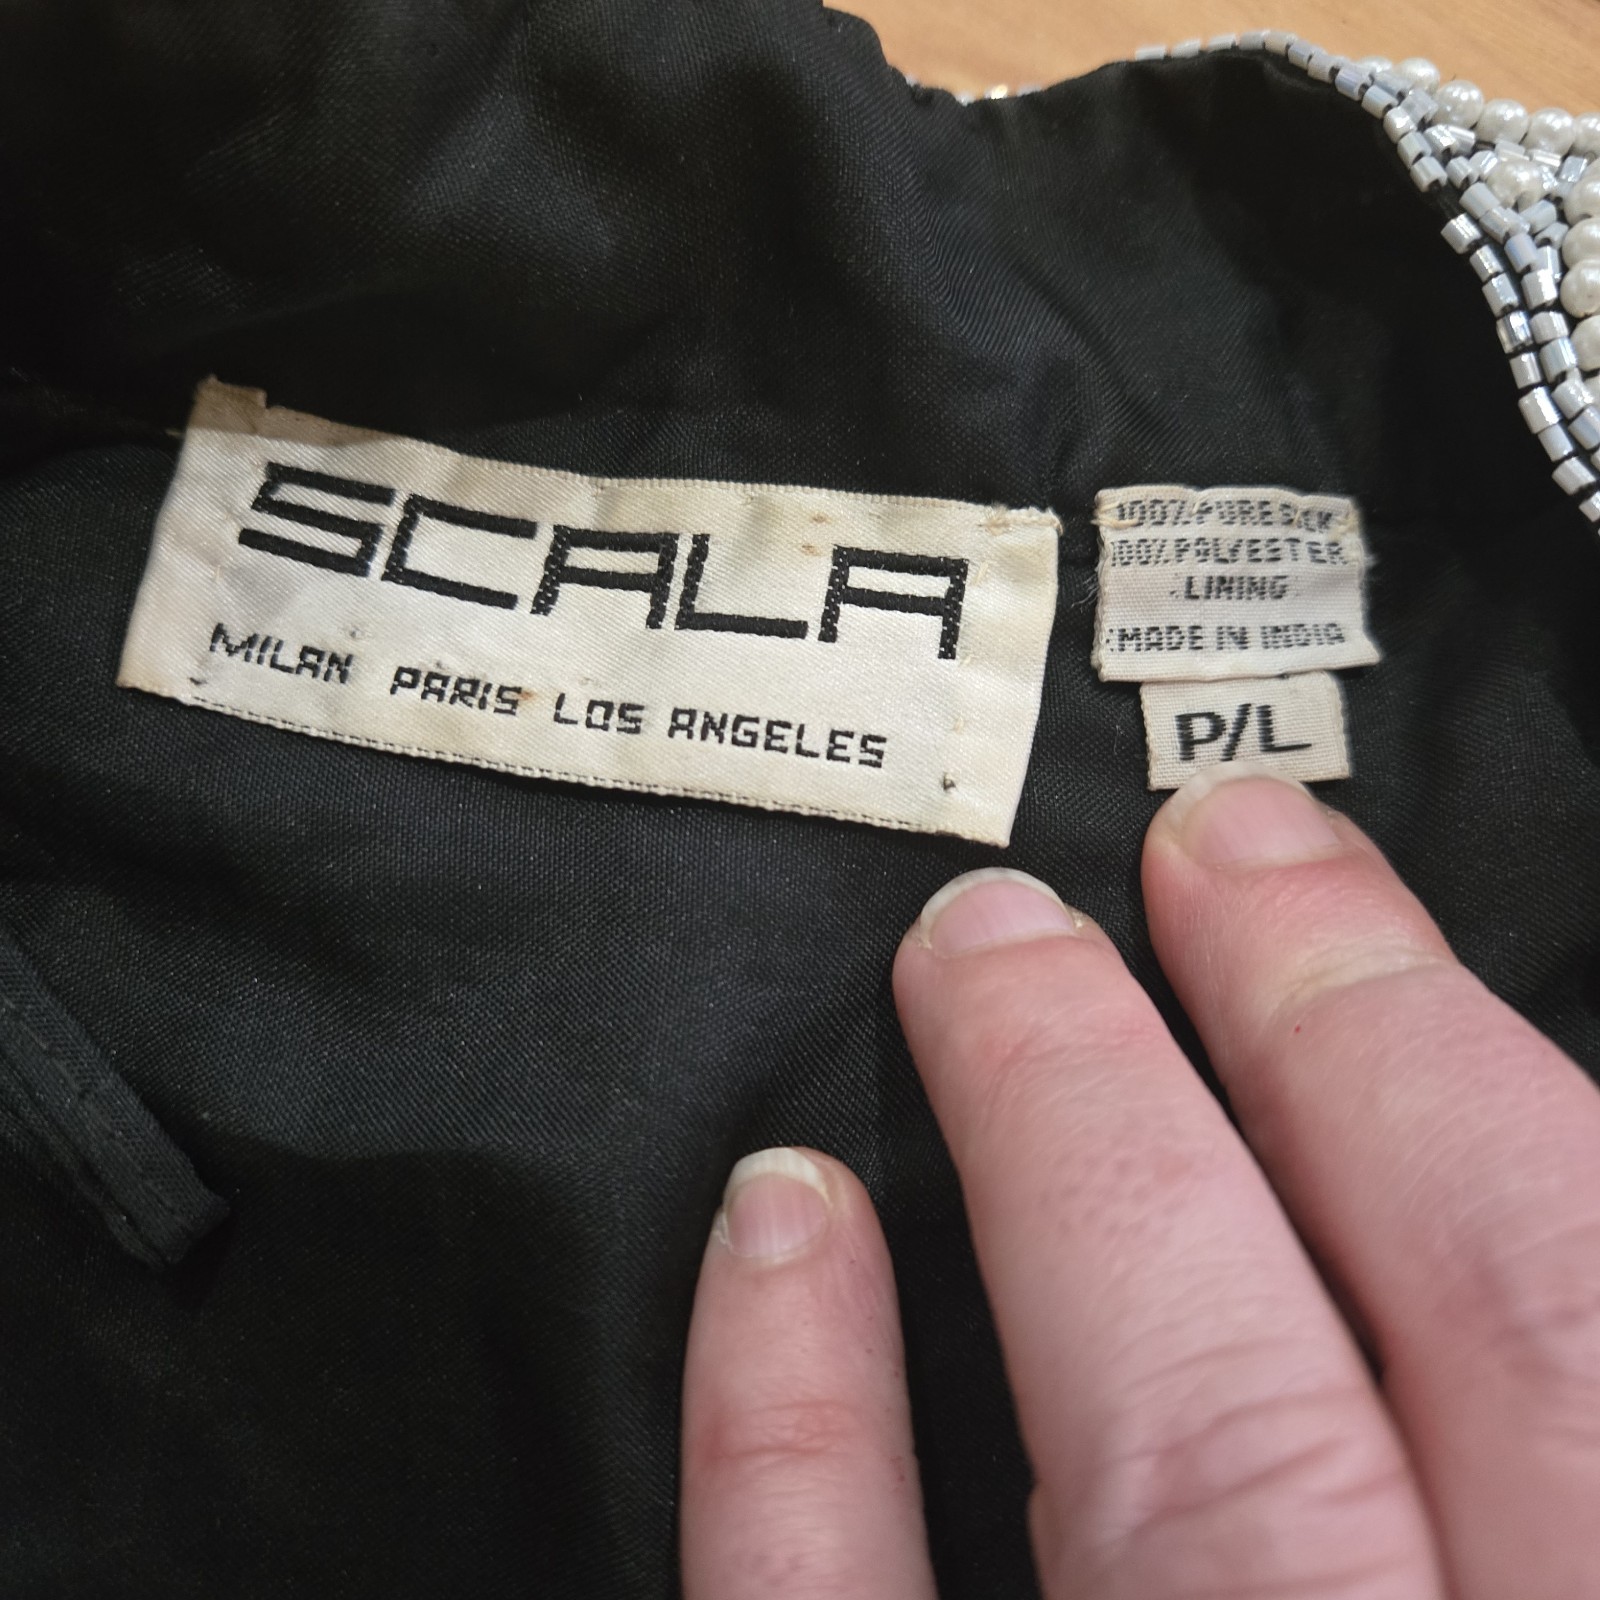 SCALA
MILAN PARIS LOS ANGELES
100% PURE SILK
100% POLYESTER
LINING
MADE IN INDIA
P/L